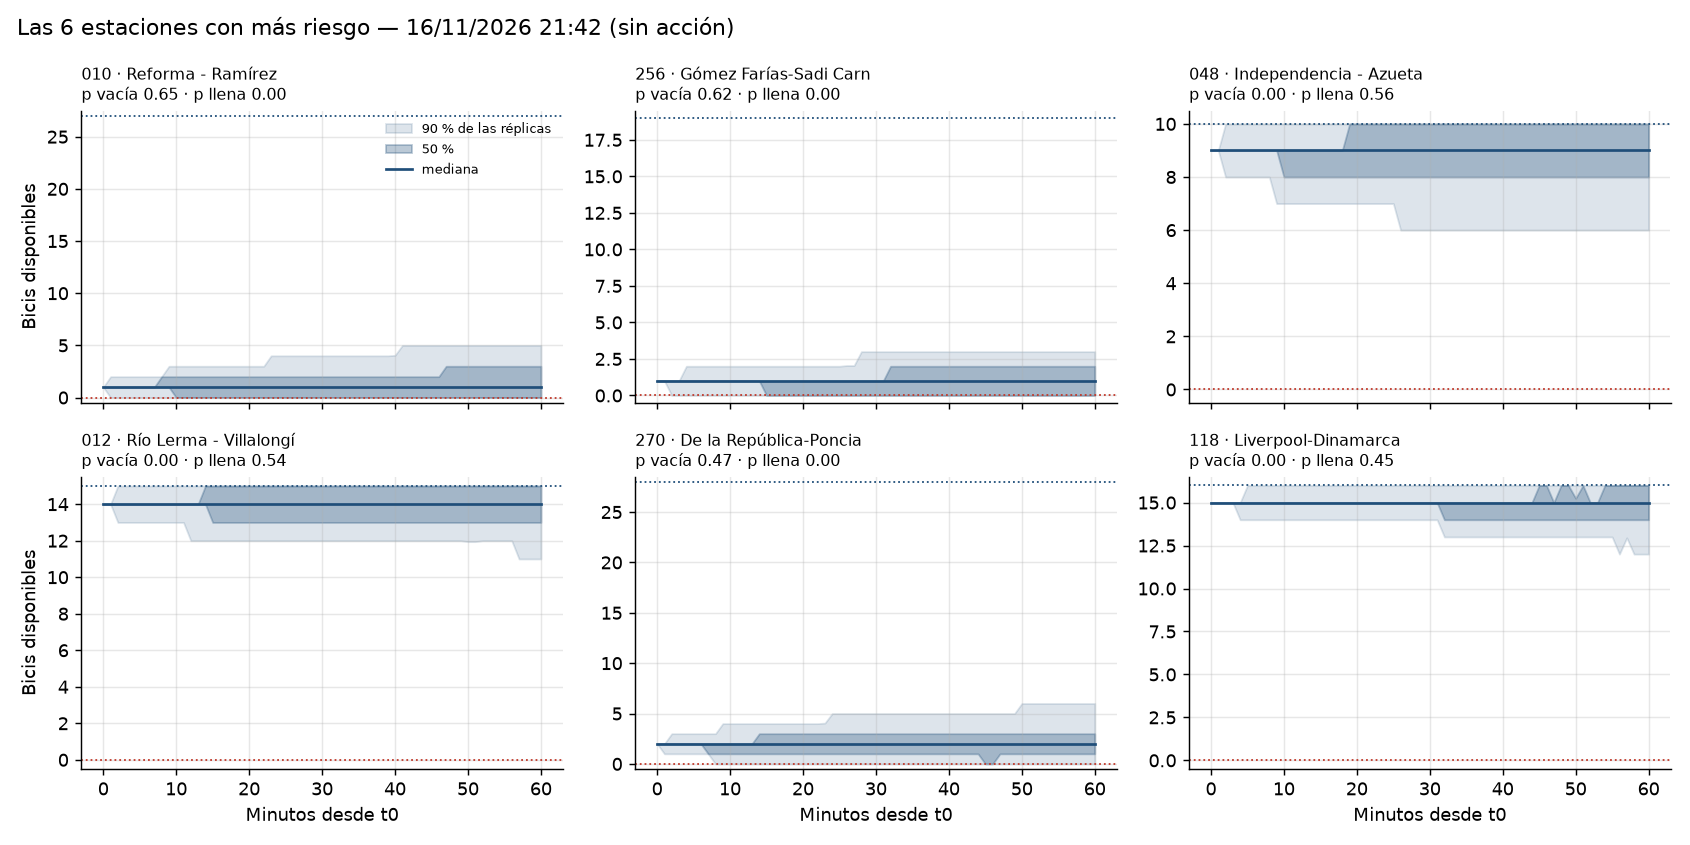 Las 6 estaciones con más riesgo — 16/11/2026 21:42 (sin acción)
010 · Reforma - Ramírez
p vacía 0.65 · p llena 0.00
90 % de las réplicas
50 %
mediana
Bicis disponibles
25
20
15
10
5
0
256 · Gómez Farías-Sadi Carn
p vacía 0.62 · p llena 0.00
17.5
15.0
12.5
10.0
7.5
5.0
2.5
0.0
048 · Independencia - Azueta
p vacía 0.00 · p llena 0.56
10
8
6
4
2
0
012 · Río Lerma - Villalongí
p vacía 0.00 · p llena 0.54
Bicis disponibles
14
12
10
8
6
4
2
0
0 10 20 30 40 50 60
Minutos desde t0
270 · De la República-Poncia
p vacía 0.47 · p llena 0.00
25
20
15
10
5
0
0 10 20 30 40 50 60
Minutos desde t0
118 · Liverpool-Dinamarca
p vacía 0.00 · p llena 0.45
15.0
12.5
10.0
7.5
5.0
2.5
0.0
0 10 20 30 40 50 60
Minutos desde t0